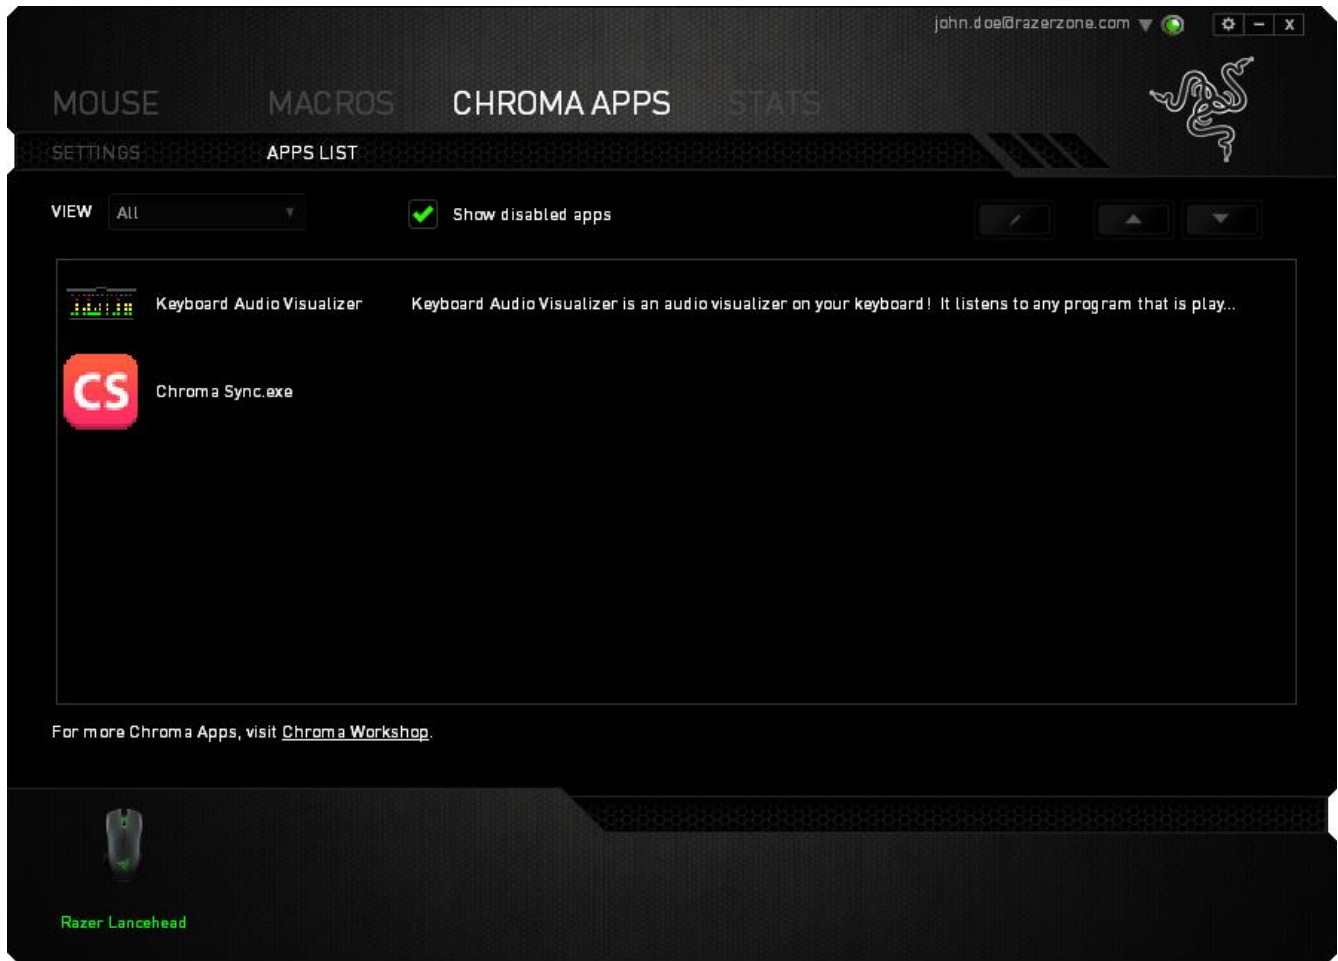 john.doe@razerzone.com
MOUSE MACROS CHROMA APPS STATS
SETTINGS APPS LIST
VIEW All Show disabled apps
Keyboard Audio Visualizer Keyboard Audio Visualizer is an audio visualizer on your keyboard! It listens to any program that is play...
CS Chroma Sync.exe
For more Chroma Apps, visit Chroma Workshop.
Razer Lancehead